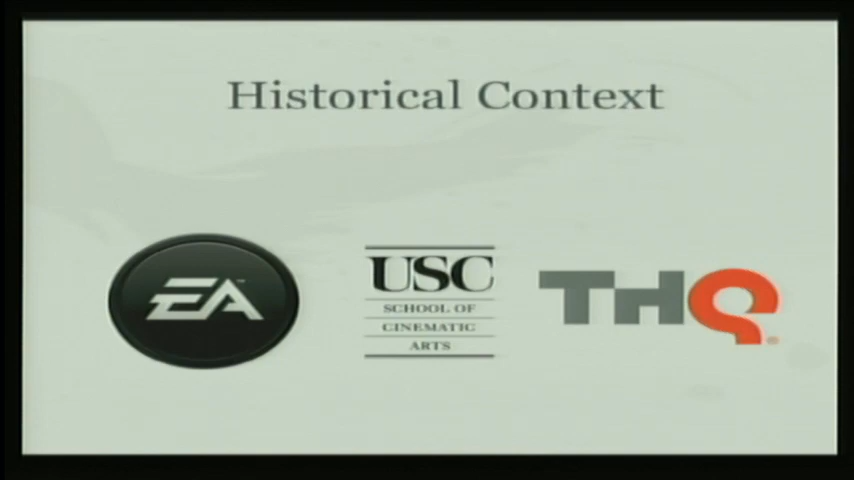 Historical Context
EA
USC
SCHOOL OF
CINEMATIC
ARTS
THQ